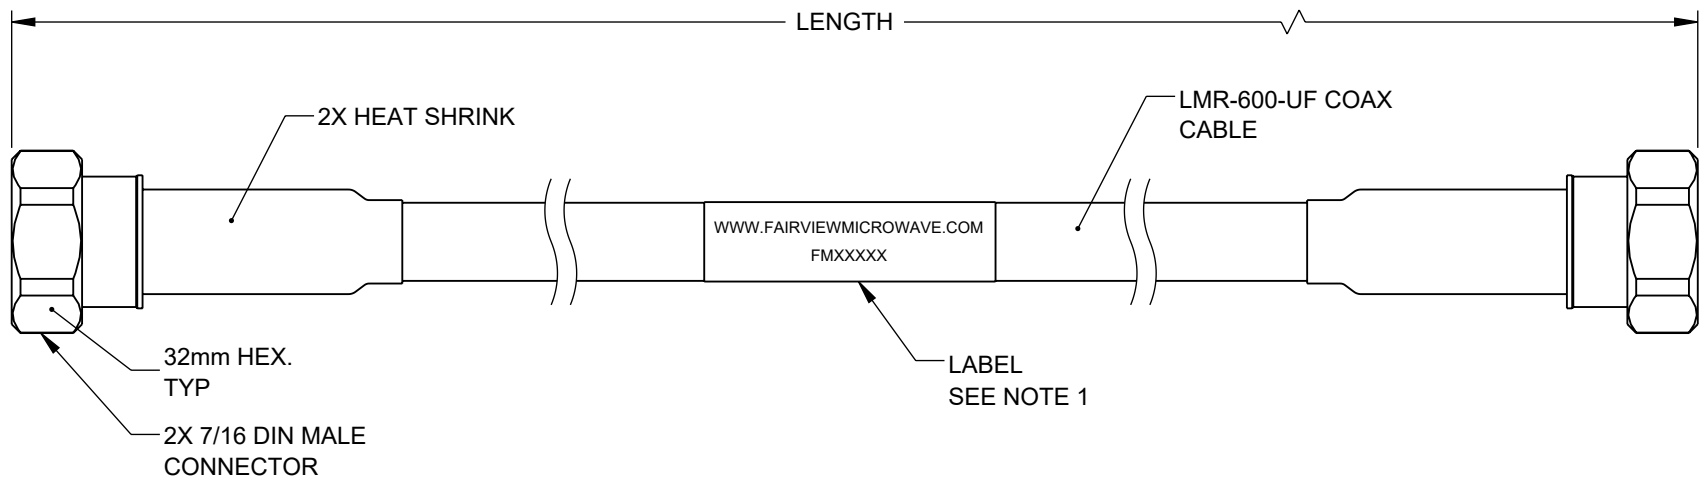 LENGTH
2X HEAT SHRINK
LMR-600-UF COAX
CABLE
WWW.FAIRVIEWMICROWAVE.COM
FMXXXXX
32mm HEX.
TYP
LABEL
SEE NOTE 1
2X 7/16 DIN MALE
CONNECTOR